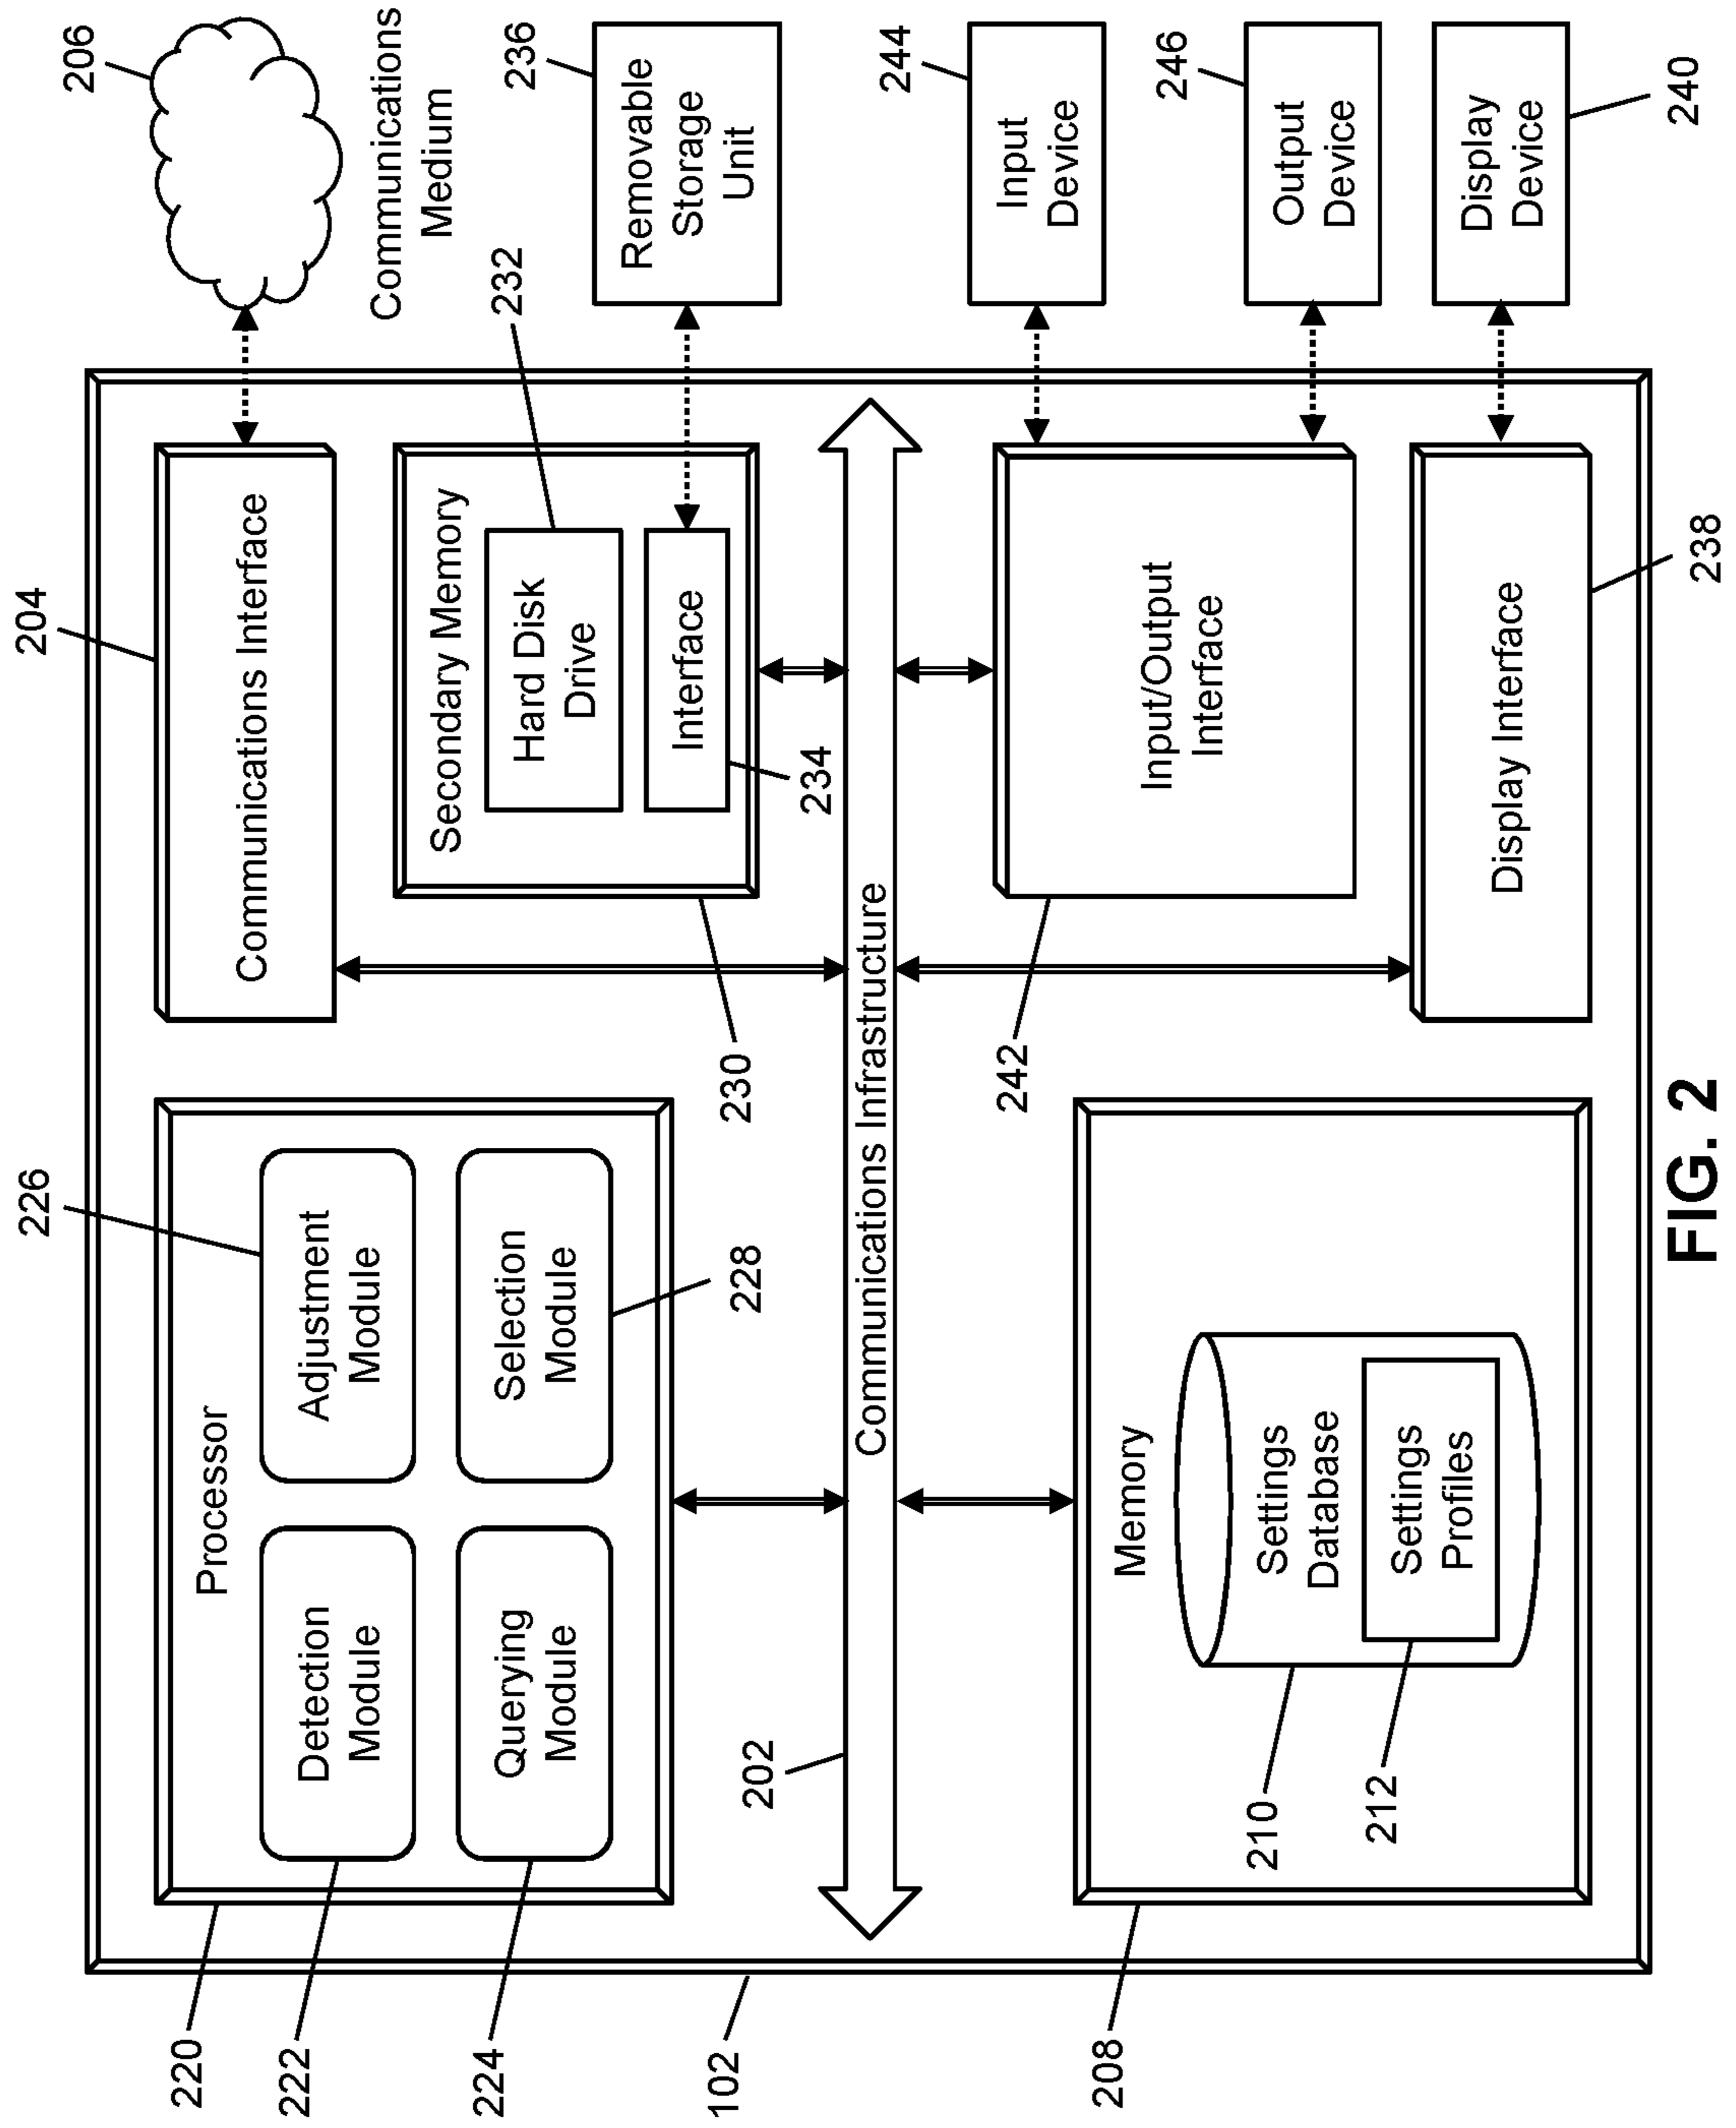 220
222
224
102
208
Processor
Detection
Module
Adjustment
Module
226
Querying
Module
Selection
Module
228
202
Communications Infrastructure
Memory
Settings
Database
Settings
Profiles
210
212
204
Communications Interface
230
Secondary Memory
Hard Disk
Drive
232
Interface
234
242
Input/Output
Interface
Display Interface
238
206
Communications
Medium
236
Removable
Storage
Unit
244
Input
Device
246
Output
Device
Display
Device
240
FIG. 2